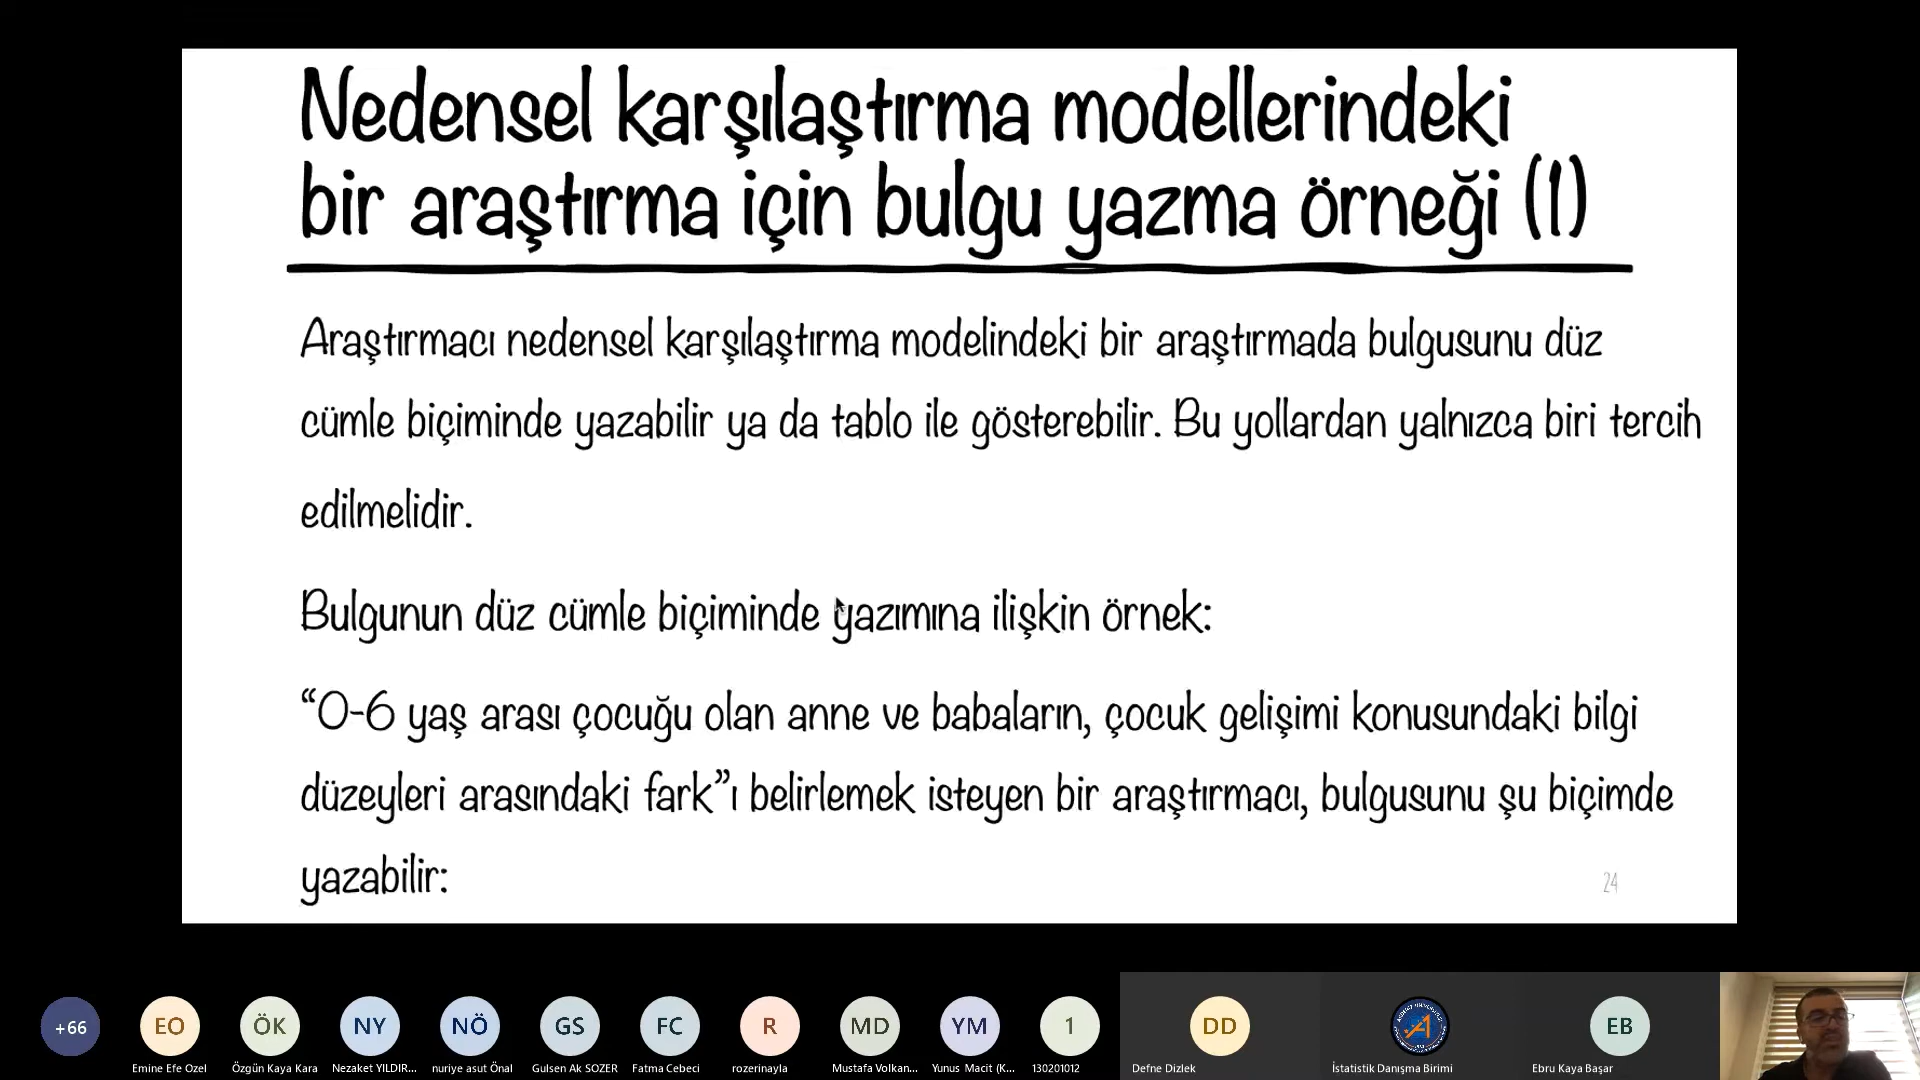 Nedensel karşılaştırma modellerindeki
bir araştırma için bulgu yazma örneği (1)
Araştırmacı nedensel karşılaştırma modelindeki bir araştırmada bulgusunu düz
cümle biçiminde yazabilir ya da tablo ile gösterebilir. Bu yollardan yalnızca biri tercih
edilmelidir.
Bulgunun düz cümle biçiminde yazımına ilişkin örnek:
“0-6 yaş arası çocuğu olan anne ve babaların, çocuk gelişimi konusundaki bilgi
düzeyleri arasındaki fark”ı belirlemek isteyen bir araştırmacı, bulgusunu şu biçimde
yazabilir:
24
+66 EO ÖK NY NÖ GS FC R MD YM 1 DD EB
Emine Efe Ozel Özgün Kaya Kara Nezaket YILDIR... nuriye asut Önal Gulsen Ak SOZER Fatma Cebeci rozerinayla Mustafa Volkan... Yunus Macit (K... 130201012 Defne Dizlek İstatistik Danışma Birimi Ebru Kaya Başar